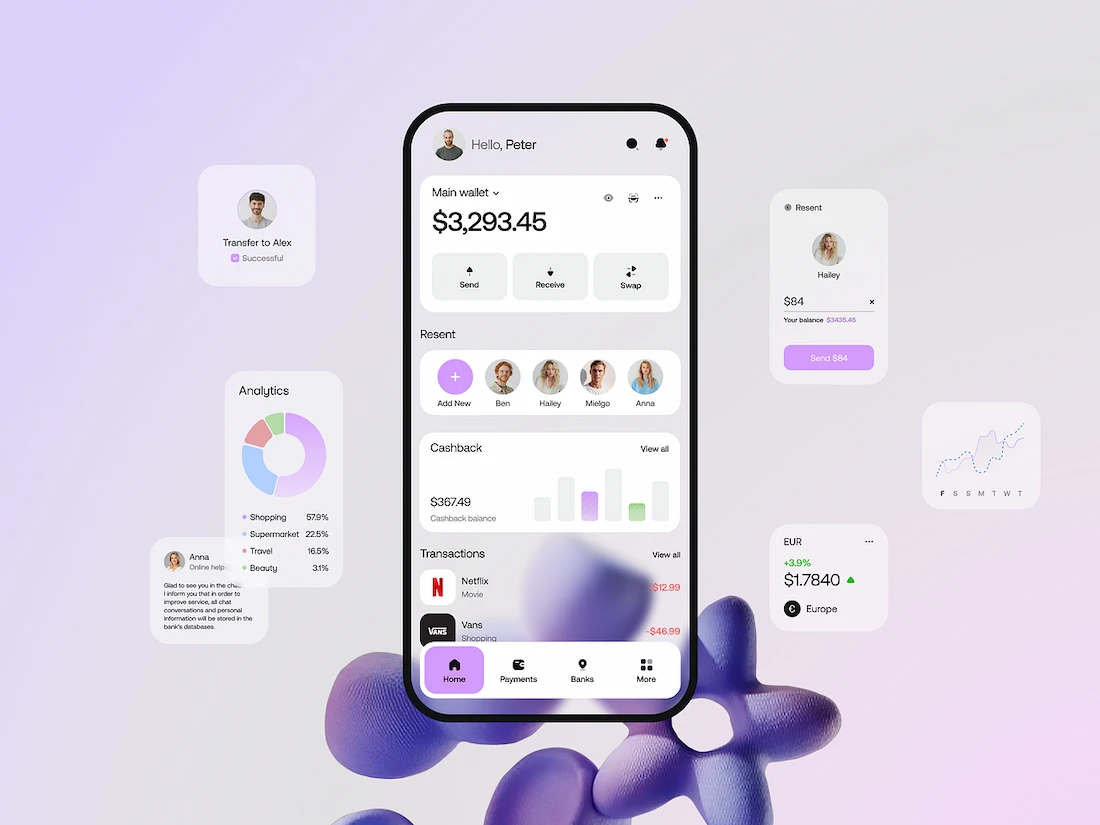 Hello, Peter
Main wallet
$3,293.45
Send
Receive
Swap
Resent
Add New
Ben
Hailey
Mielgo
Anna
Cashback
View all
$367.49
Cashback balance
Transactions
View all
Netflix
Movie
$12.99
VANS
Vans
Shopping
-$46.99
Home
Payments
Banks
More
Transfer to Alex
Successful
Analytics
Shopping 57.9%
Supermarket 22.5%
Travel 16.5%
Beauty 3.1%
Anna
Online help
Glad to see you in the
I inform you that in order to
improve service, all chat
conversations and personal
information will be stored in the
bank's databases.
Resent
Hailey
$84
Your balance $3435.45
Send $84
F S S M T W T
EUR
+3.9%
$1.7840
€ Europe